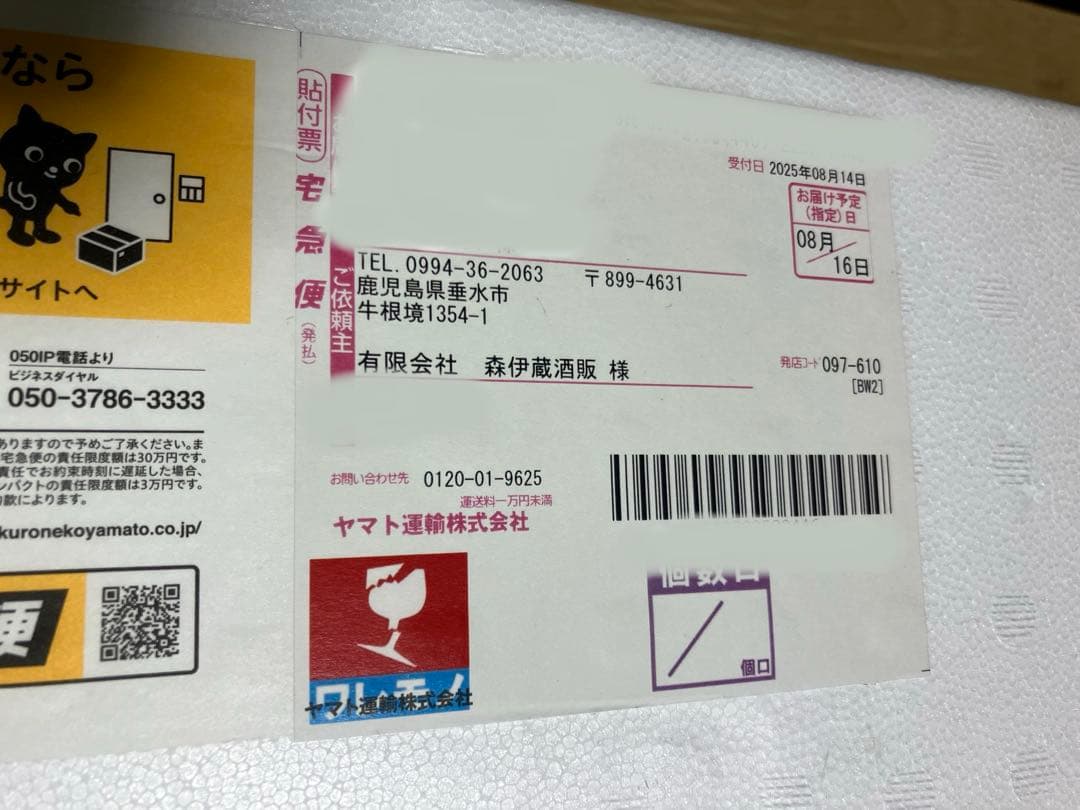 なら
サイトへ
050IP電話より
ビジネスダイヤル
050-3786-3333
ありますので予めご了承ください。ま
宅急便の責任限度額は30万円です。
責任でお約束時刻に遅延した場合、
ンパクトの責任限度額は3万円です。
款によります。
kuronekoyamato.co.jp/
便
(貼付票)宅急便(発払)
受付日 2025年08月14日
お届け予定
(指定)日
08月
16日
ご依頼主
TEL.0994-36-2063 〒899-4631
鹿児島県垂水市
牛根境1354-1
有限会社 森伊蔵酒販 様
発店コード 097-610
[BW2]
お問い合わせ先 0120-01-9625
運送料一万円未満
ヤマト運輸株式会社
ワレモノ
ヤマト運輸株式会社
個数口
個口